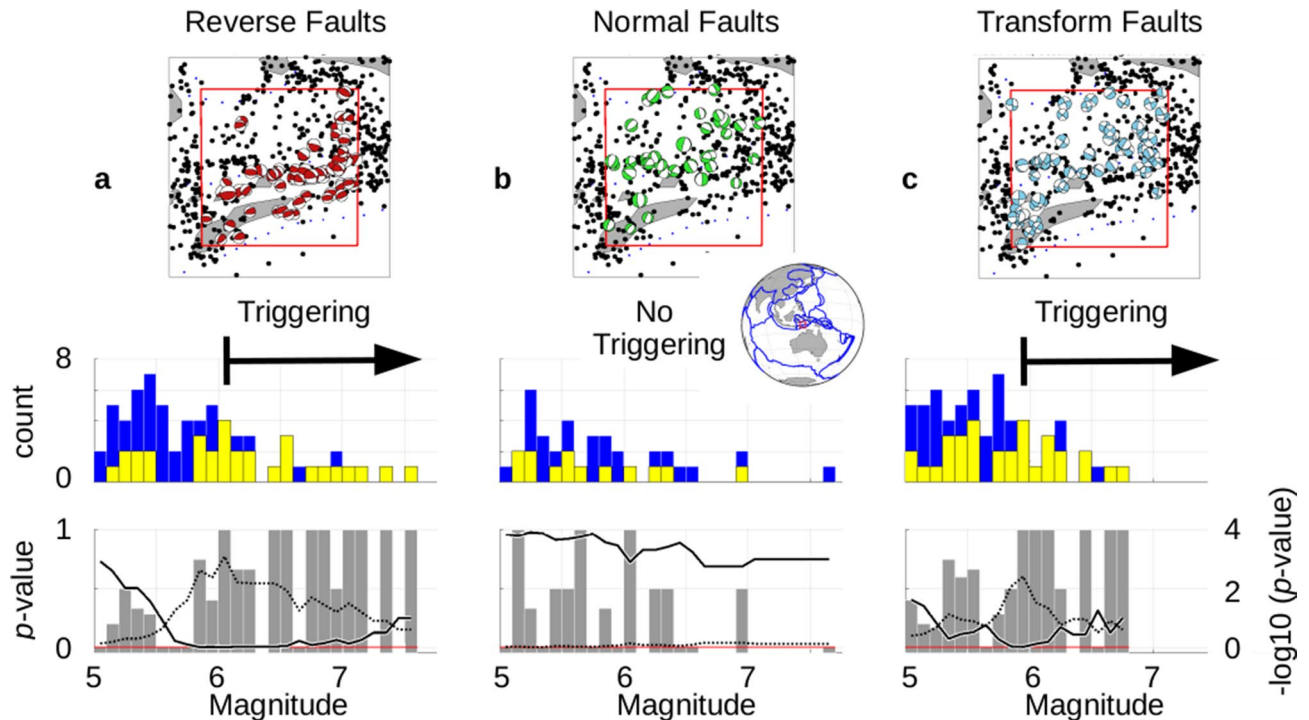 Reverse Faults
Normal Faults
Transform Faults
a
b
c
Triggering
No
Triggering
Triggering
8
0
count
1
0
p-value
4
2
0
-log10 (p-value)
5 6 7
5 6 7
5 6 7
Magnitude
Magnitude
Magnitude